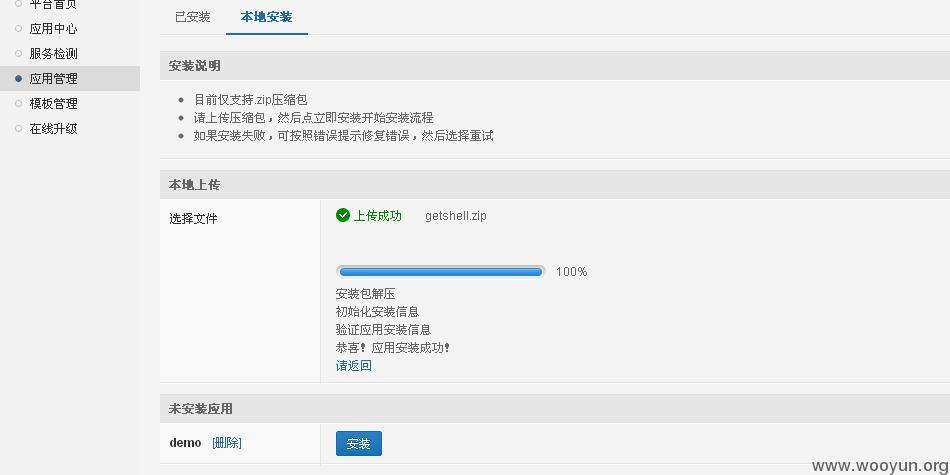 平台首页
应用中心
服务检测
应用管理
模板管理
在线升级
已安装 本地安装
安装说明
目前仅支持.zip压缩包
请上传压缩包，然后点立即安装开始安装流程
如果安装失败，可按照错误提示修复错误，然后选择重试
本地上传
选择文件
上传成功 getshell.zip
100%
安装包解压
初始化安装信息
验证应用安装信息
恭喜！应用安装成功！
请返回
未安装应用
demo [删除] 安装
www.wooyun.org